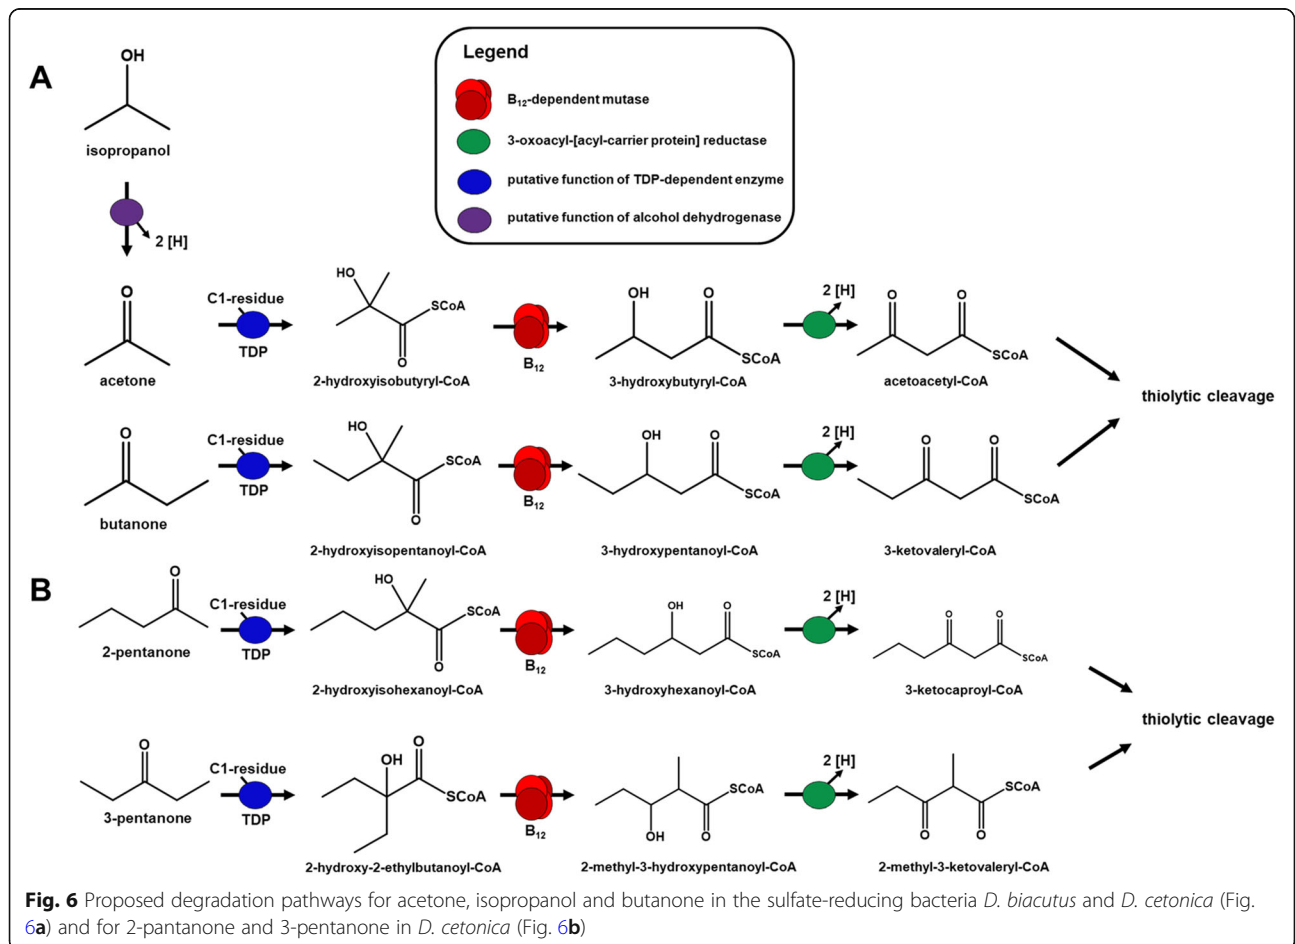 A
OH
isopropanol
2 [H]
Legend
B12-dependent mutase
3-oxoacyl-[acyl-carrier protein] reductase
putative function of TDP-dependent enzyme
putative function of alcohol dehydrogenase
O
acetone
C1-residue
TDP
HO
SCoA
O
2-hydroxyisobutyryl-CoA
B12
OH
O
SCoA
3-hydroxybutyryl-CoA
2 [H]
O
O
SCoA
acetoacetyl-CoA
thiolytic cleavage
O
butanone
C1-residue
TDP
HO
SCoA
O
2-hydroxyisopentanoyl-CoA
B12
OH
O
SCoA
3-hydroxypentanoyl-CoA
2 [H]
O
O
SCoA
3-ketovaleryl-CoA
B
O
2-pentanone
C1-residue
TDP
HO
SCoA
O
2-hydroxyisohexanoyl-CoA
B12
OH
O
SCoA
3-hydroxyhexanoyl-CoA
2 [H]
O
O
SCoA
3-ketocaproyl-CoA
thiolytic cleavage
O
3-pentanone
C1-residue
TDP
OH
O
SCoA
2-hydroxy-2-ethylbutanoyl-CoA
B12
SCoA
OH
O
2-methyl-3-hydroxypentanoyl-CoA
2 [H]
SCoA
O
O
2-methyl-3-ketovaleryl-CoA
Fig. 6 Proposed degradation pathways for acetone, isopropanol and butanone in the sulfate-reducing bacteria D. biacutus and D. cetonica (Fig.
6a) and for 2-pantanone and 3-pentanone in D. cetonica (Fig. 6b)